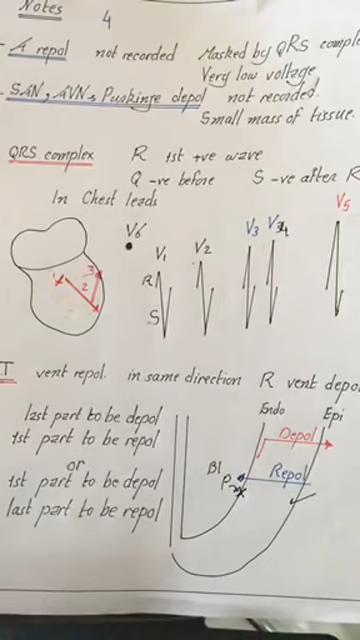 Notes
4
- A repol not recorded Masked by QRS comple
Very low voltage
- SAN, AVN, Purkinge depol not recorded.
Small mass of tissue.
QRS complex R 1st +ve wave
Q -ve before S -ve after R
In Chest leads
V6
V1 V2 V3 V4 V5
R
S
3
2
T vent repol. in same direction R vent depol
last part to be depol
1st part to be repol
or
1st part to be depol
last part to be repol
Endo Epi
Depol
Bl
Repol